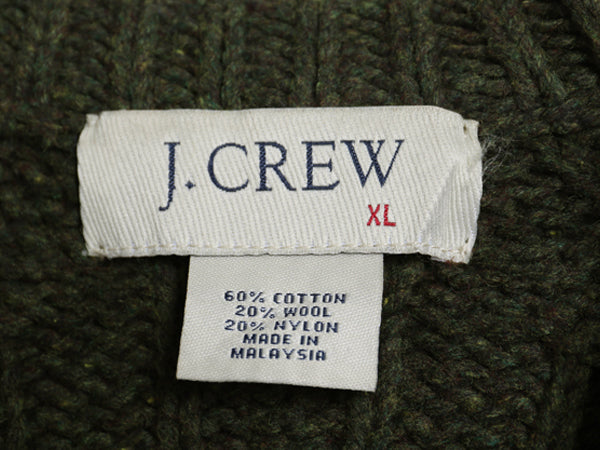 J. CREW
XL
60% COTTON
20% WOOL
20% NYLON
MADE IN
MALAYSIA